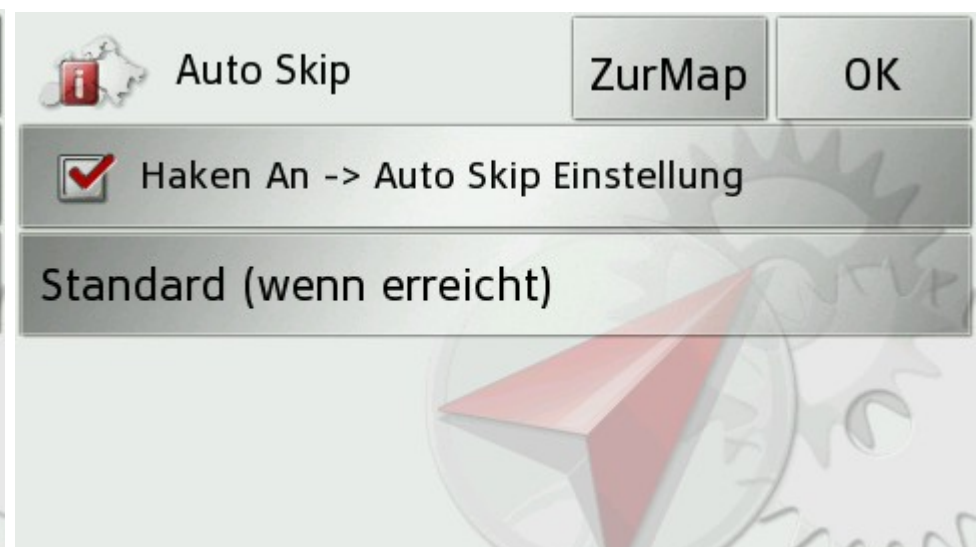 Auto Skip
ZurMap
OK
Haken An -> Auto Skip Einstellung
Standard (wenn erreicht)